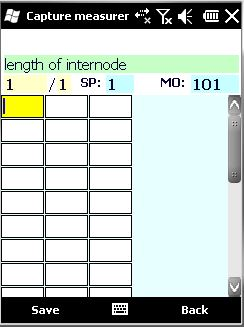 Capture measurer
length of internode
1 /1 SP: 1 MO: 101
Save Back